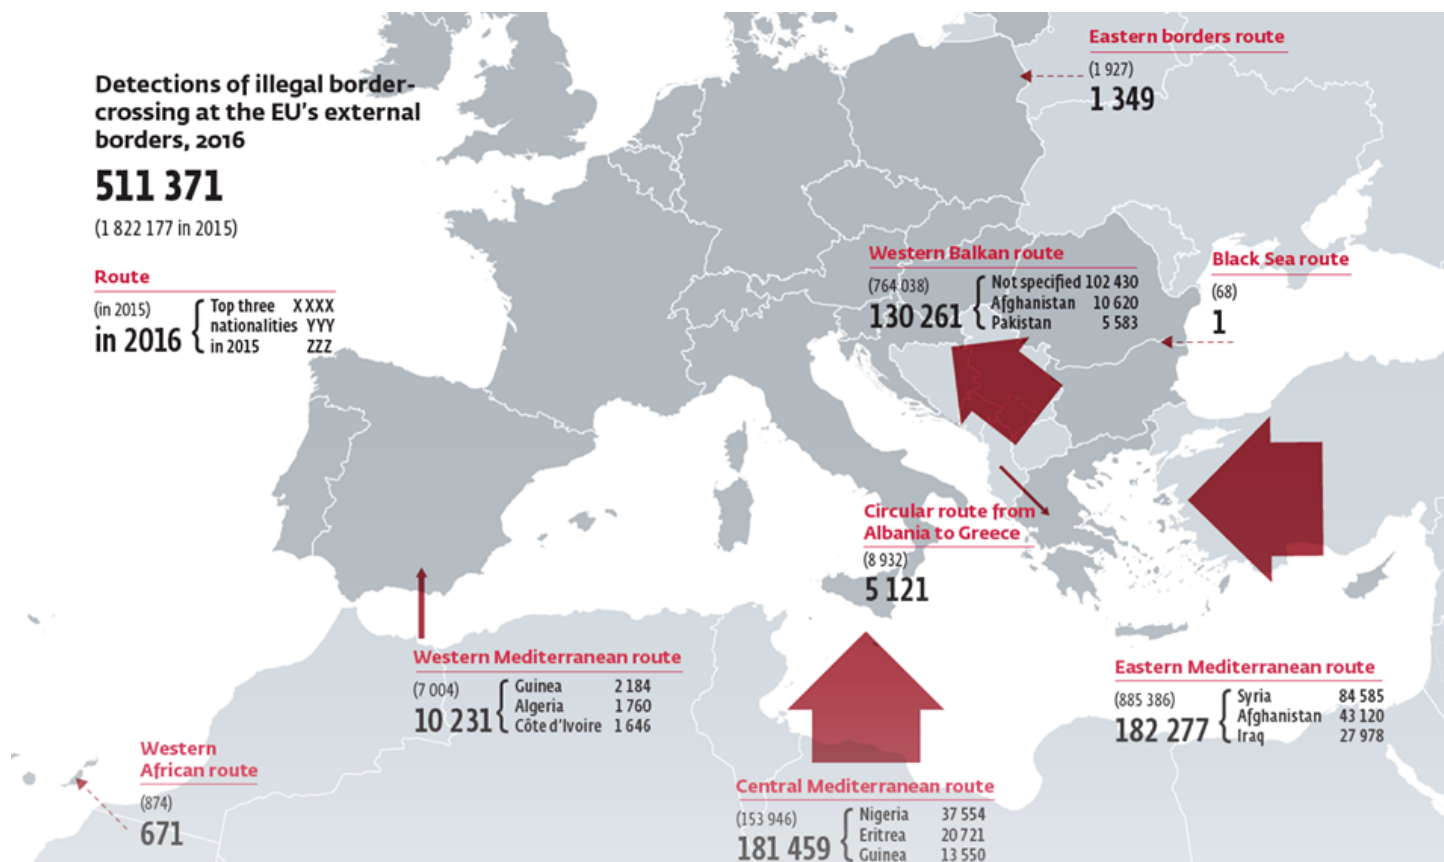 Detections of illegal border-
crossing at the EU's external
borders, 2016
511 371
(1 822 177 in 2015)
Route
(in 2015)
in 2016
Top three XXXX
nationalities YYY
in 2015 ZZZ
Eastern borders route
(1 927)
1 349
Western Balkan route
(764 038)
130 261
Not specified 102 430
Afghanistan 10 620
Pakistan 5 583
Black Sea route
(68)
1
Circular route from
Albania to Greece
(8 932)
5 121
Western Mediterranean route
(7 004)
10 231
Guinea 2 184
Algeria 1 760
Côte d'Ivoire 1 646
Eastern Mediterranean route
(885 386)
182 277
Syria 84 585
Afghanistan 43 120
Iraq 27 978
Western
African route
(874)
671
Central Mediterranean route
(153 946)
181 459
Nigeria 37 554
Eritrea 20 721
Guinea 13 550